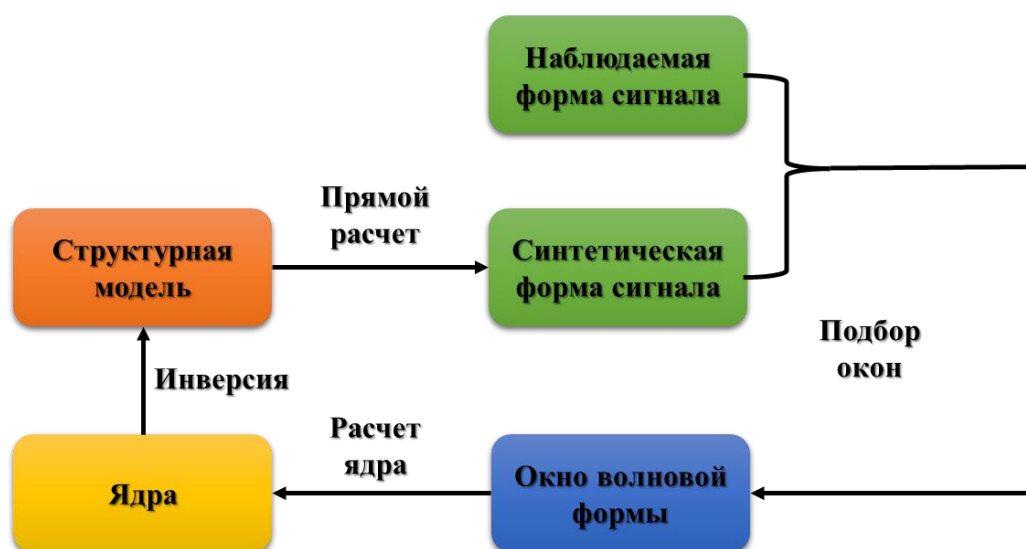 Наблюдаемая
форма сигнала
Прямой
расчет
Структурная
модель
Синтетическая
форма сигнала
Подбор
окон
Инверсия
Расчет
ядра
Ядра
Окно волновой
формы